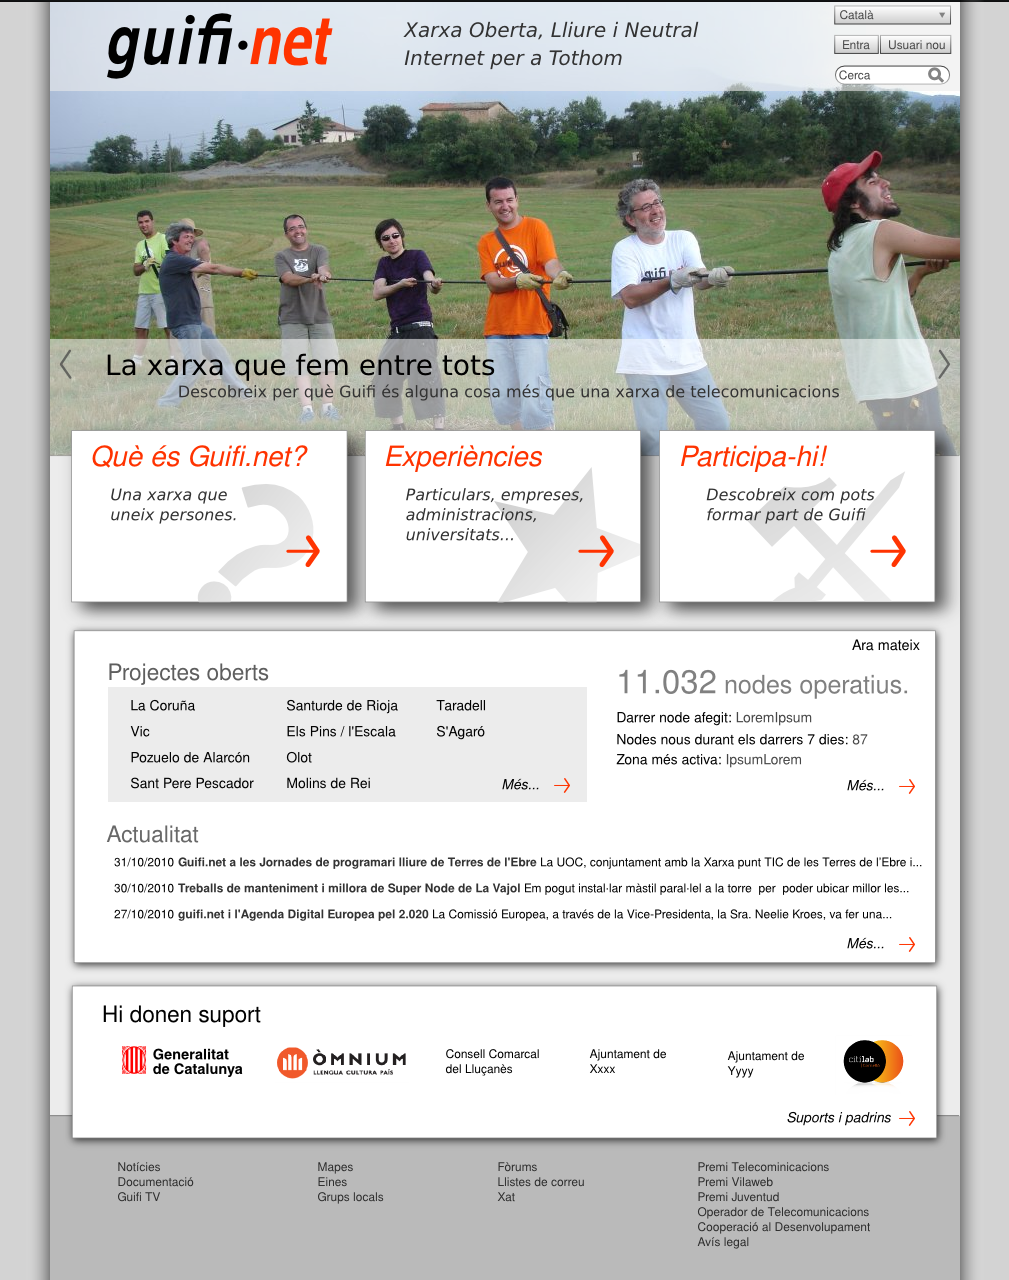 guifi·net
Xarxa Oberta, Lliure i Neutral
Internet per a Tothom
Català
Entra
Usuari nou
Cerca
guifi.net
La xarxa que fem entre tots
Descobreix per què Guifi és alguna cosa més que una xarxa de telecomunicacions
Què és Guifi.net?
Una xarxa que
uneix persones.
Experiències
Particulars, empreses,
administracions,
universitats...
Participa-hi!
Descobreix com pots
formar part de Guifi
Ara mateix
Projectes oberts
La Coruña
Santurde de Rioja
Taradell
Vic
Els Pins / l'Escala
S'Agaró
Pozuelo de Alarcón
Olot
Sant Pere Pescador
Molins de Rei
Més...
11.032 nodes operatius.
Darrer node afegit: LoremIpsum
Nodes nous durant els darrers 7 dies: 87
Zona més activa: IpsumLorem
Més...
Actualitat
31/10/2010 Guifi.net a les Jornades de programari lliure de Terres de l'Ebre La UOC, conjuntament amb la Xarxa punt TIC de les Terres de l'Ebre i...
30/10/2010 Treballs de manteniment i millora de Super Node de La Vajol Em pogut instal·lar màstil paral·lel a la torre per poder ubicar millor les...
27/10/2010 guifi.net i l'Agenda Digital Europea pel 2.020 La Comissió Europea, a través de la Vice-Presidenta, la Sra. Neelie Kroes, va fer una...
Més...
Hi donen suport
Generalitat
de Catalunya
ÒMNIUM
LLENGUA CULTURA PAÍS
Consell Comarcal
del Lluçanès
Ajuntament de
Xxxx
Ajuntament de
Yyyy
citilab
Suports i padrins
Notícies
Documentació
Guifi TV
Mapes
Eines
Grups locals
Fòrums
Llistes de correu
Xat
Premi Telecominicacions
Premi Vilaweb
Premi Juventud
Operador de Telecomunicacions
Cooperació al Desenvolupament
Avís legal